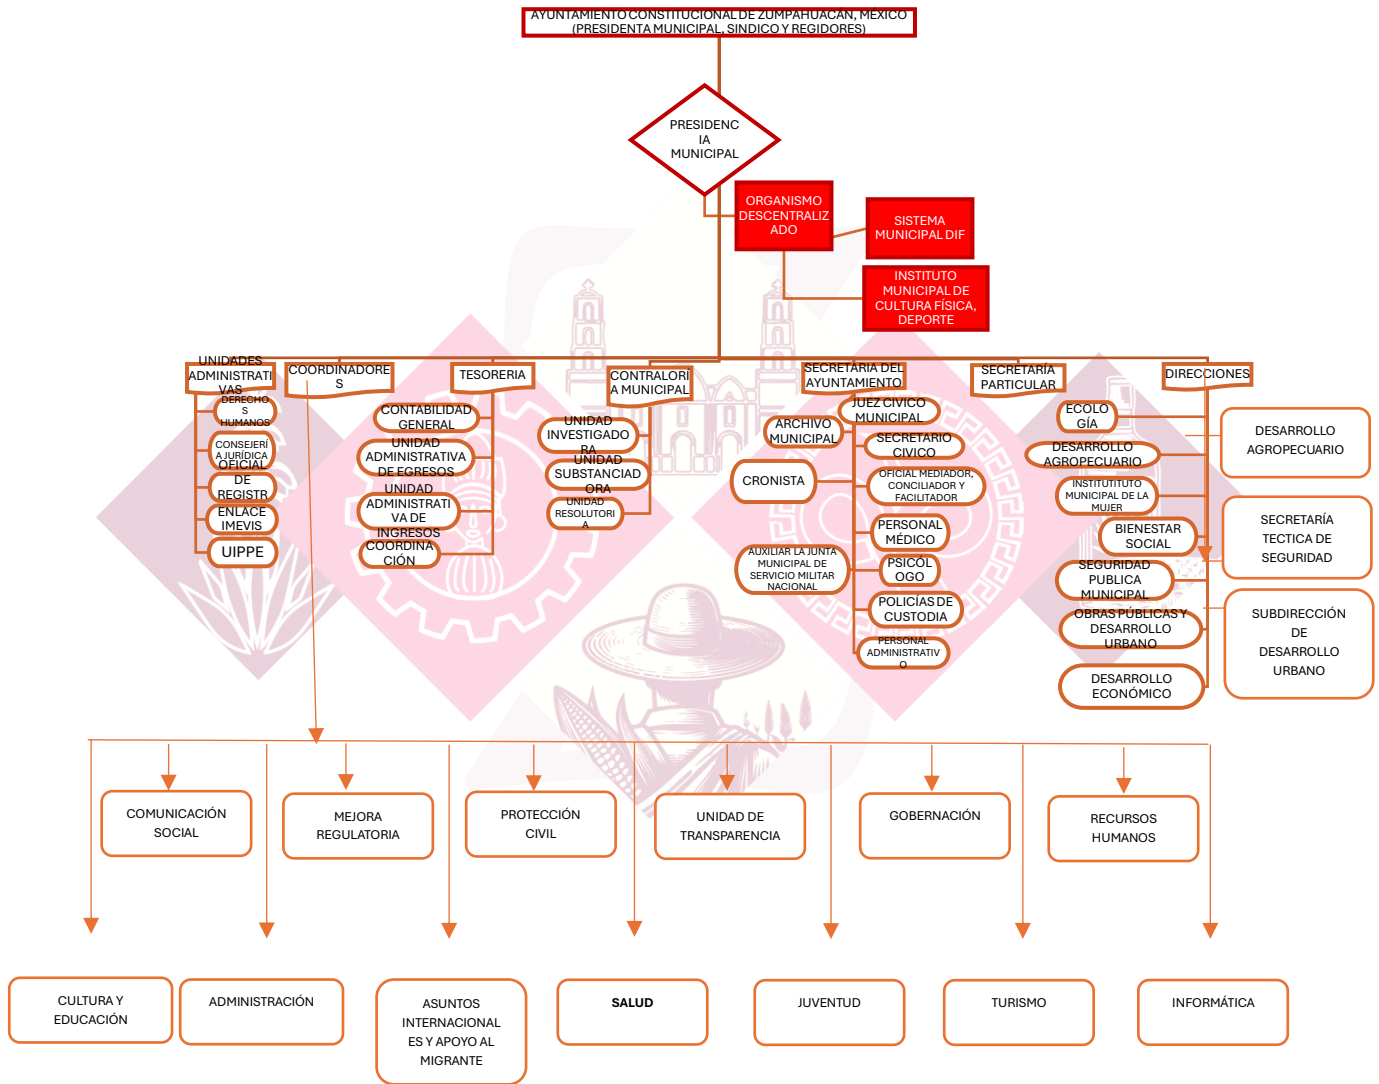 AYUNTAMIENTO CONSTITUCIONAL DE ZUMPAHUACÁN, MÉXICO
(PRESIDENTA MUNICIPAL, SINDICO Y REGIDORES)
PRESIDENC
IA
MUNICIPAL
ORGANISMO
DESCENTRALIZ
ADO
SISTEMA
MUNICIPAL DIF
INSTITUTO
MUNICIPAL DE
CULTURA FÍSICA,
DEPORTE
UNIDADES
ADMINISTRATI
VAS
DERECHO
S
HUMANOS
CONSEJERÍ
A JURÍDICA
OFICIAL
DE
REGISTR
ENLACE
IMEVIS
UIPPE
COORDINADORE
S
TESORERIA
CONTABILIDAD
GENERAL
UNIDAD
ADMINISTRATIVA
DE EGRESOS
UNIDAD
ADMINISTRATI
VA DE
INGRESOS
COORDINA
CIÓN
CONTRALORÍ
A MUNICIPAL
UNIDAD
INVESTIGADO
RA
UNIDAD
SUBSTANCIAD
ORA
UNIDAD
RESOLUTORI
A
SECRETARIA DEL
AYUNTAMIENTO
JUEZ CIVICO
MUNICIPAL
ARCHIVO
MUNICIPAL
SECRETARIO
CIVICO
CRONISTA
OFICIAL MEDIADOR,
CONCILIADOR Y
FACILITADOR
PERSONAL
MÉDICO
AUXILIAR LA JUNTA
MUNICIPAL DE
SERVICIO MILITAR
NACIONAL
PSICÓL
OGO
POLICÍAS DE
CUSTODIA
PERSONAL
ADMINISTRATIV
O
SECRETARÍA
PARTICULAR
DIRECCIONES
ECOLO
GÍA
DESARROLLO
AGROPECUARIO
INSTITUTITUTO
MUNICIPAL DE LA
MUJER
BIENESTAR
SOCIAL
SEGURIDAD
PUBLICA
MUNICIPAL
OBRAS PÚBLICAS Y
DESARROLLO
URBANO
DESARROLLO
ECONÓMICO
DESARROLLO
AGROPECUARIO
SECRETARÍA
TECTICA DE
SEGURIDAD
SUBDIRECCIÓN
DE
DESARROLLO
URBANO
COMUNICACIÓN
SOCIAL
MEJORA
REGULATORIA
PROTECCIÓN
CIVIL
UNIDAD DE
TRANSPARENCIA
GOBERNACIÓN
RECURSOS
HUMANOS
CULTURA Y
EDUCACIÓN
ADMINISTRACIÓN
ASUNTOS
INTERNACIONAL
ES Y APOYO AL
MIGRANTE
SALUD
JUVENTUD
TURISMO
INFORMÁTICA